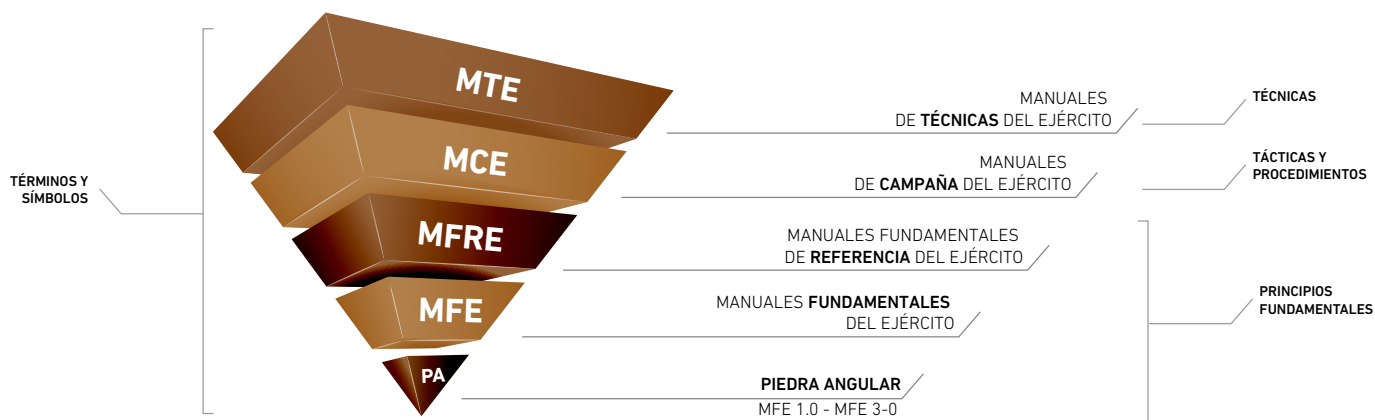 MTE
MANUALES
DE TÉCNICAS DEL EJÉRCITO
TÉCNICAS
MCE
MANUALES
DE CAMPAÑA DEL EJÉRCITO
TÁCTICAS Y
PROCEDIMIENTOS
TÉRMINOS Y
SÍMBOLOS
MFRE
MANUALES FUNDAMENTALES
DE REFERENCIA DEL EJÉRCITO
MFE
MANUALES FUNDAMENTALES
DEL EJÉRCITO
PRINCIPIOS
FUNDAMENTALES
PA
PIEDRA ANGULAR
MFE 1.0 - MFE 3-0